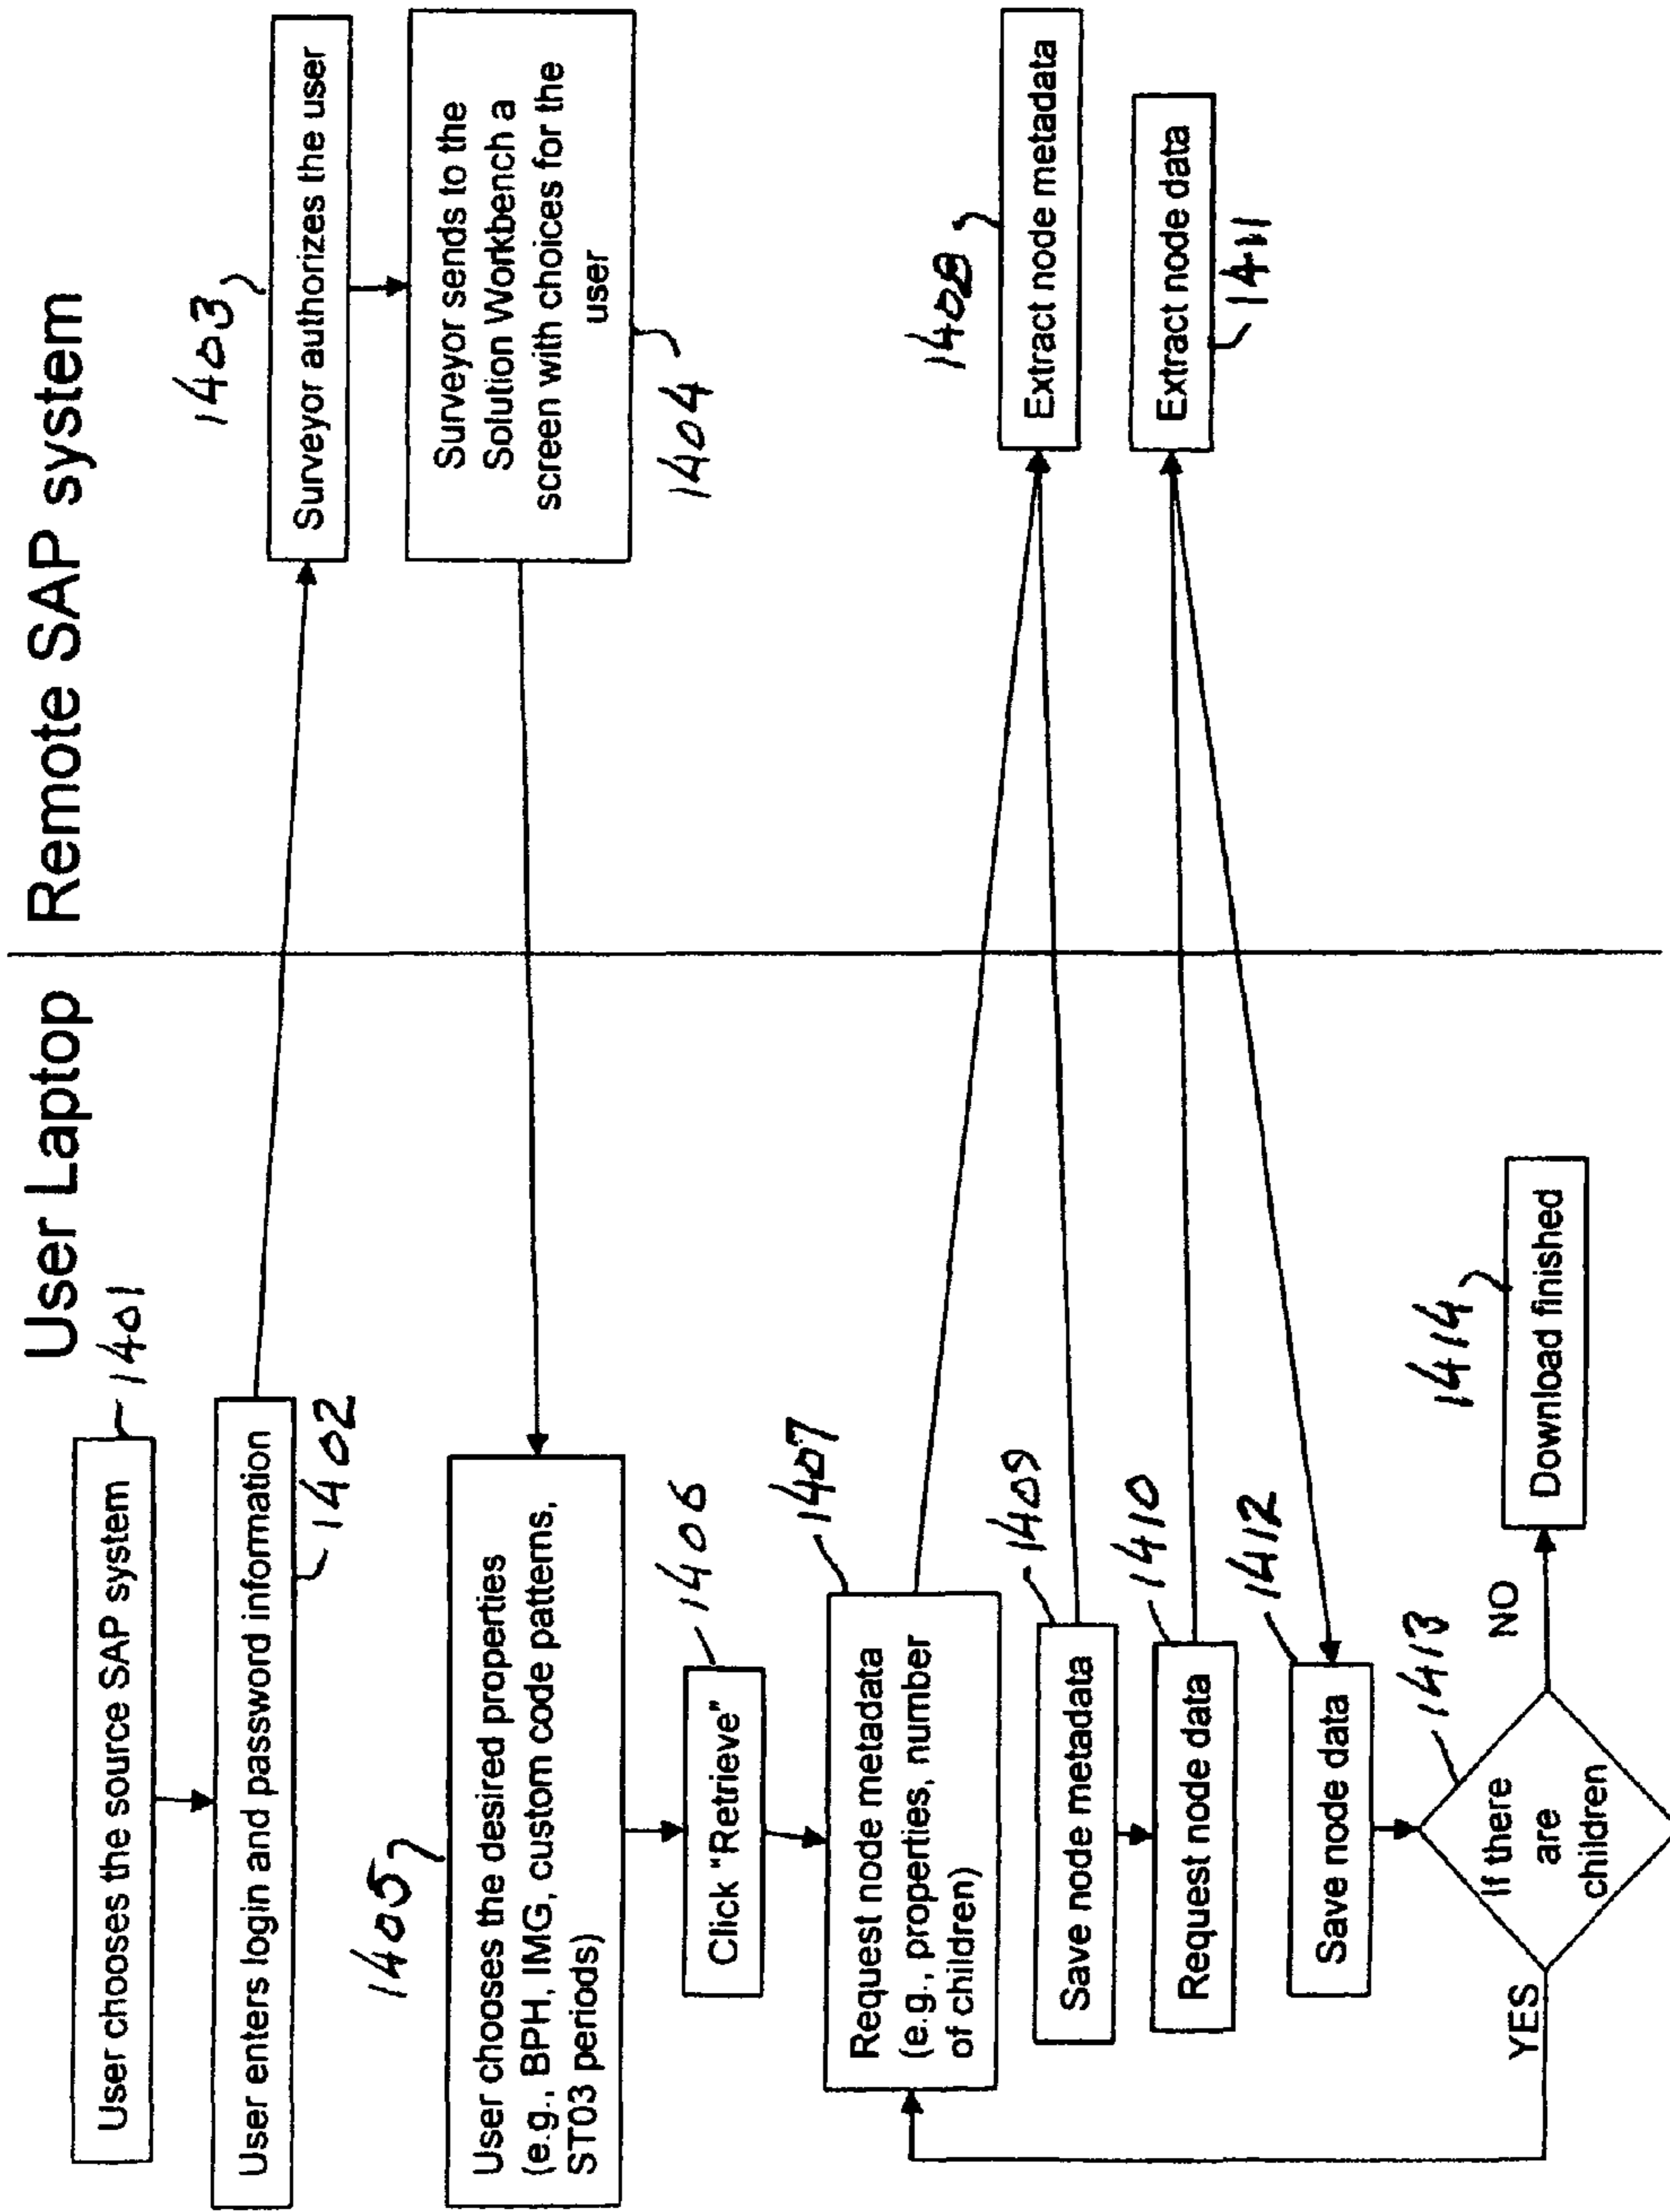 User Laptop
Remote SAP system
User chooses the source SAP system
1401
User enters login and password information
1402
1403
Surveyor authorizes the user
Surveyor sends to the
Solution Workbench a
screen with choices for the
user
1404
1405
User chooses the desired properties
(e.g., BPH, IMG, custom code patterns,
ST03 periods)
Click "Retrieve"
1406
1407
Request node metadata
(e.g., properties, number
of children)
1408
Extract node metadata
1409
Save node metadata
1410
Request node data
Extract node data
1411
1412
Save node data
1413
If there
are
children
YES
NO
1414
Download finished